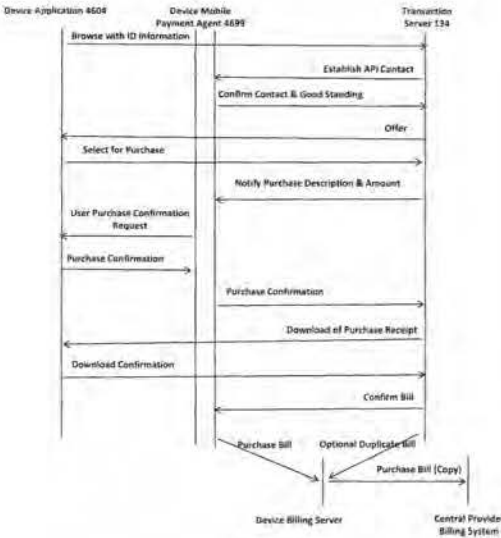 Device Application 4604
Device Mobile
Payment Agent 4699
Transaction
Server 134
Browse with ID Information
Establish API Contact
Confirm Contact & Good Standing
Offer
Select for Purchase
Notify Purchase Description & Amount
User Purchase Confirmation
Request
Purchase Confirmation
Purchase Confirmation
Download of Purchase Receipt
Download Confirmation
Confirm Bill
Purchase Bill
Optional Duplicate Bill
Purchase Bill (Copy)
Device Billing Server
Central Provide
Billing System